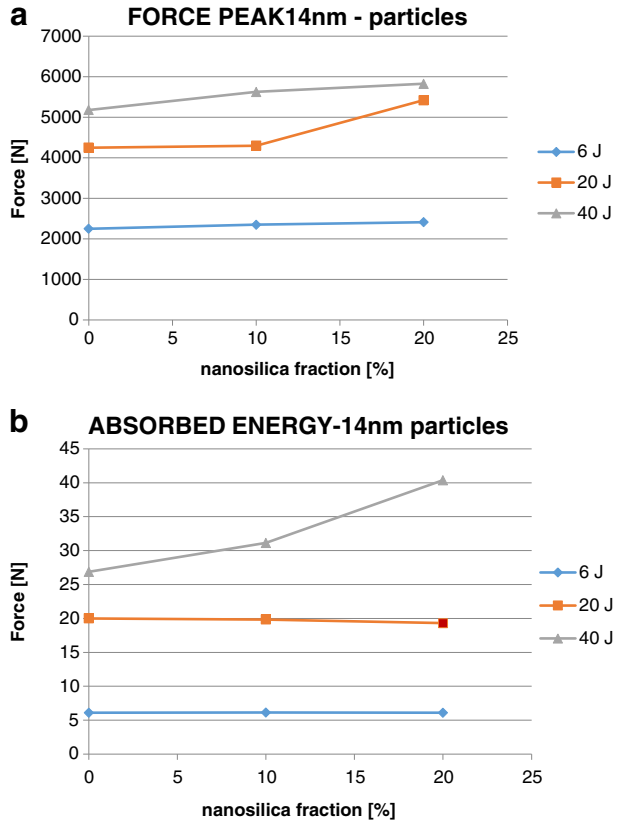 a
FORCE PEAK14nm - particles
7000
6000
5000
4000
3000
2000
1000
0
Force [N]
0 5 10 15 20 25
nanosilica fraction [%]
6 J
20 J
40 J
b
ABSORBED ENERGY-14nm particles
45
40
35
30
25
20
15
10
5
0
Force [N]
0 5 10 15 20 25
nanosilica fraction [%]
6 J
20 J
40 J